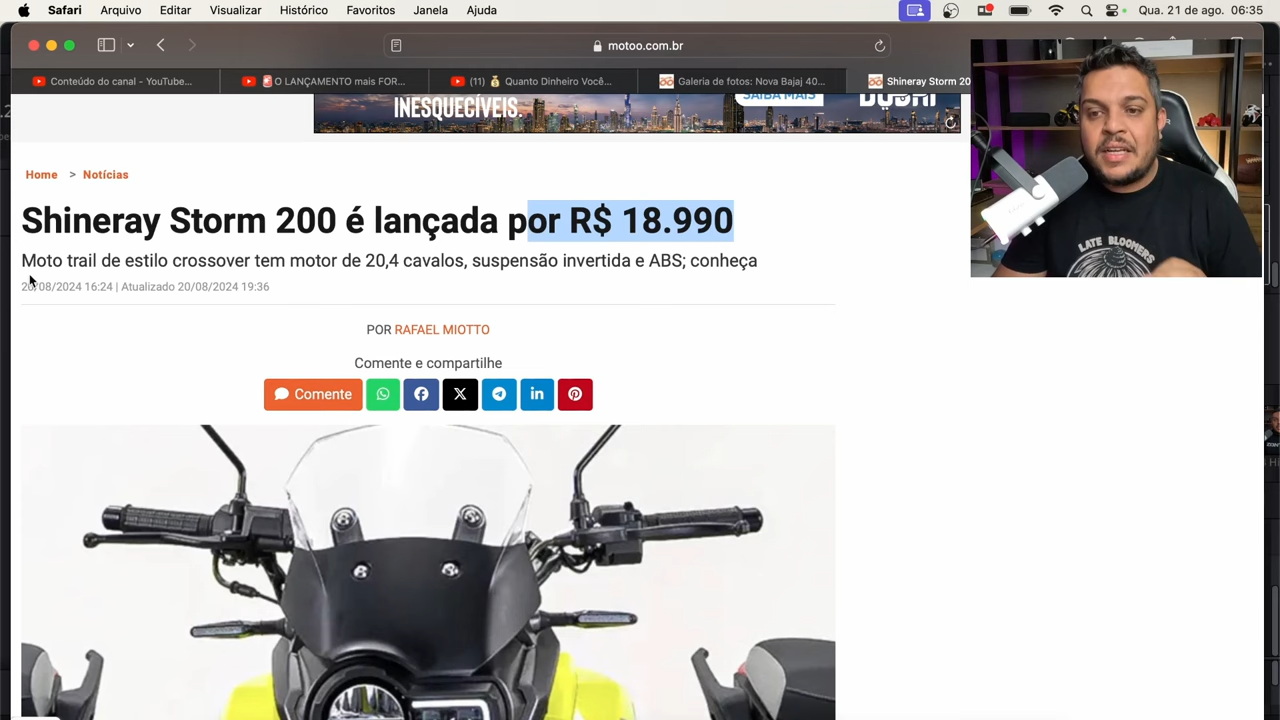 Safari Arquivo Editar Visualizar Histórico Favoritos Janela Ajuda Qua. 21 de ago. 06:35
motoo.com.br
Conteúdo do canal - YouTube...
O LANÇAMENTO mais FOR...
(11) 💰 Quanto Dinheiro Você...
Galeria de fotos: Nova Bajaj 40...
Shineray Storm 20
INESQUECÍVEIS.
SAIBA MAIS
DUBAI
Home > Notícias
Shineray Storm 200 é lançada por R$ 18.990
Moto trail de estilo crossover tem motor de 20,4 cavalos, suspensão invertida e ABS; conheça
20/08/2024 16:24 | Atualizado 20/08/2024 19:36
POR RAFAEL MIOTTO
Comente e compartilhe
Comente
LATE BLOOMERS